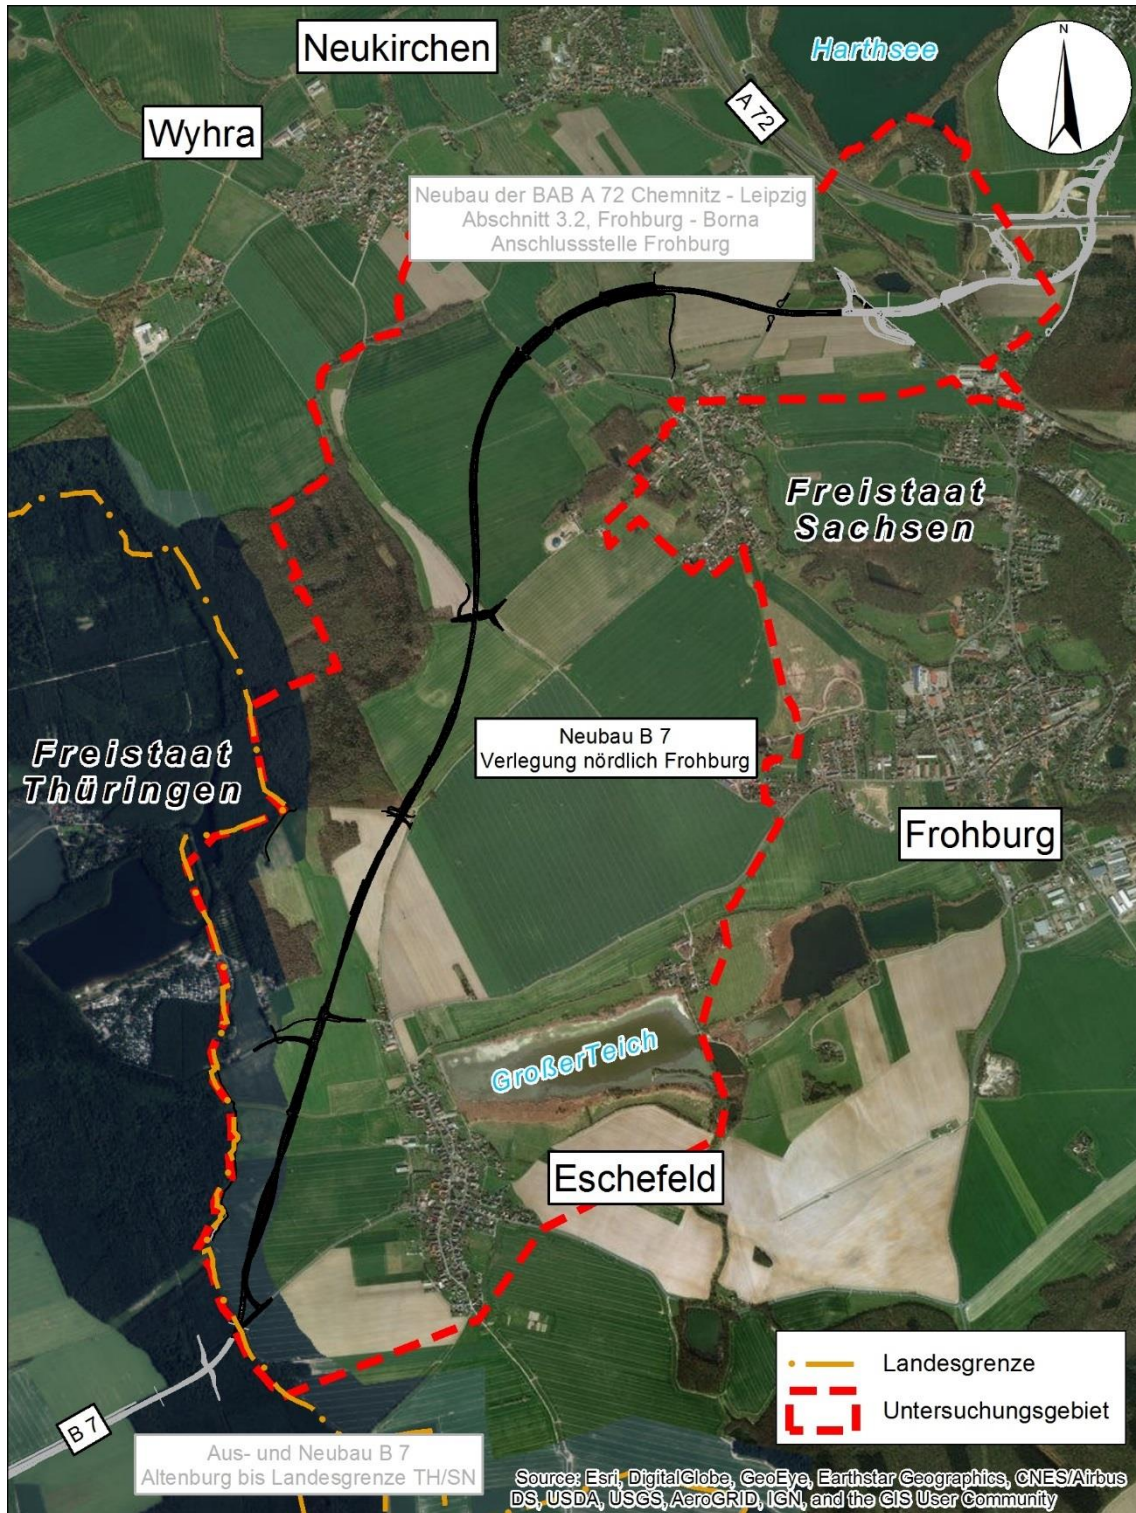 Neukirchen
Harthsee
N
A 72
Wyhra
Neubau der BAB A 72 Chemnitz - Leipzig
Abschnitt 3.2, Frohburg - Borna
Anschlussstelle Frohburg
Freistaat
Sachsen
Neubau B 7
Verlegung nördlich Frohburg
Freistaat
Thüringen
Frohburg
GroßerTeich
Eschefeld
Landesgrenze
Untersuchungsgebiet
B 7
Aus- und Neubau B 7
Altenburg bis Landesgrenze TH/SN
Source: Esri, DigitalGlobe, GeoEye, Earthstar Geographics, CNES/Airbus
DS, USDA, USGS, AeroGRID, IGN, and the GIS User Community